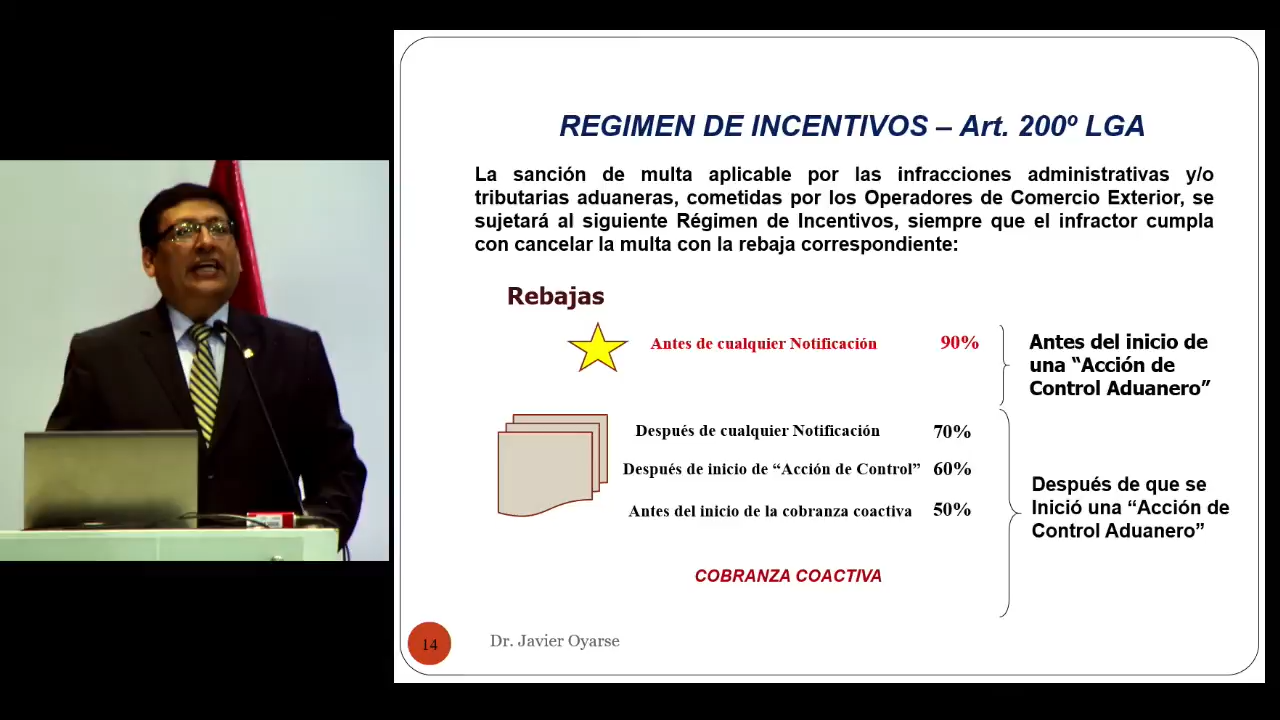 REGIMEN DE INCENTIVOS – Art. 200º LGA
La sanción de multa aplicable por las infracciones administrativas y/o
tributarias aduaneras, cometidas por los Operadores de Comercio Exterior, se
sujetará al siguiente Régimen de Incentivos, siempre que el infractor cumpla
con cancelar la multa con la rebaja correspondiente:
Rebajas
Antes de cualquier Notificación 90%
Antes del inicio de
una “Acción de
Control Aduanero”
Después de cualquier Notificación 70%
Después de inicio de “Acción de Control” 60%
Antes del inicio de la cobranza coactiva 50%
Después de que se
Inició una “Acción de
Control Aduanero”
COBRANZA COACTIVA
14
Dr. Javier Oyarse